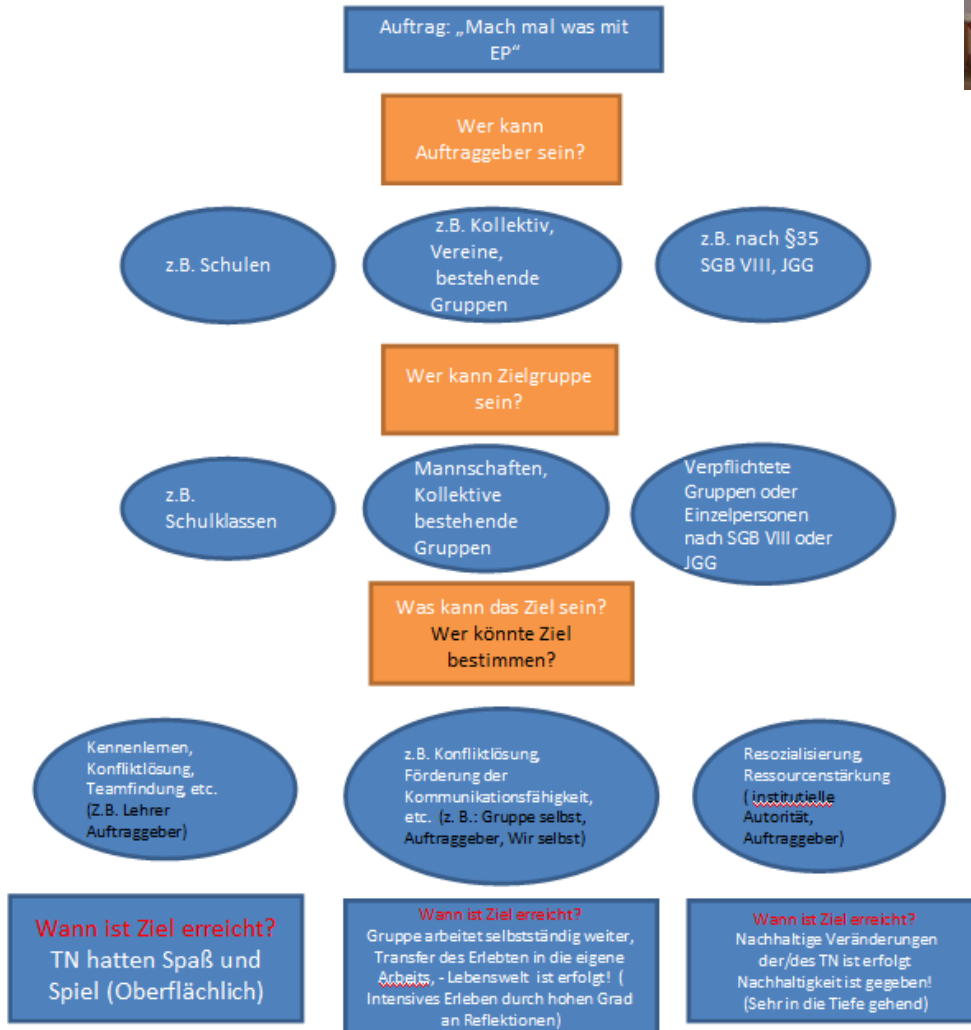 Auftrag: „Mach mal was mit
EP“
Wer kann
Auftraggeber sein?
z.B. Schulen
z.B. Kollektiv,
Vereine,
bestehende
Gruppen
z.B. nach §35
SGB VIII, JGG
Wer kann Zielgruppe
sein?
z.B.
Schulklassen
Mannschaften,
Kollektive
bestehende
Gruppen
Verpflichtete
Gruppen oder
Einzelpersonen
nach SGB VIII oder
JGG
Was kann das Ziel sein?
Wer könnte Ziel
bestimmen?
Kennenlernen,
Konfliktlösung,
Teamfindung, etc.
(Z.B. Lehrer
Auftraggeber)
z.B. Konfliktlösung,
Förderung der
Kommunikationsfähigkeit,
etc. (z. B.: Gruppe selbst,
Auftraggeber, Wir selbst)
Resozialisierung,
Ressourcenstärkung
( institutielle
Autorität,
Auftraggeber)
Wann ist Ziel erreicht?
TN hatten Spaß und
Spiel (Oberflächlich)
Wann ist Ziel erreicht?
Gruppe arbeitet selbstständig weiter,
Transfer des Erlebten in die eigene
Arbeits, - Lebenswelt ist erfolgt! (
Intensives Erleben durch hohen Grad
an Reflektionen)
Wann ist Ziel erreicht?
Nachhaltige Veränderungen
der/des TN ist erfolgt
Nachhaltigkeit ist gegeben!
(Sehr in die Tiefe gehend)